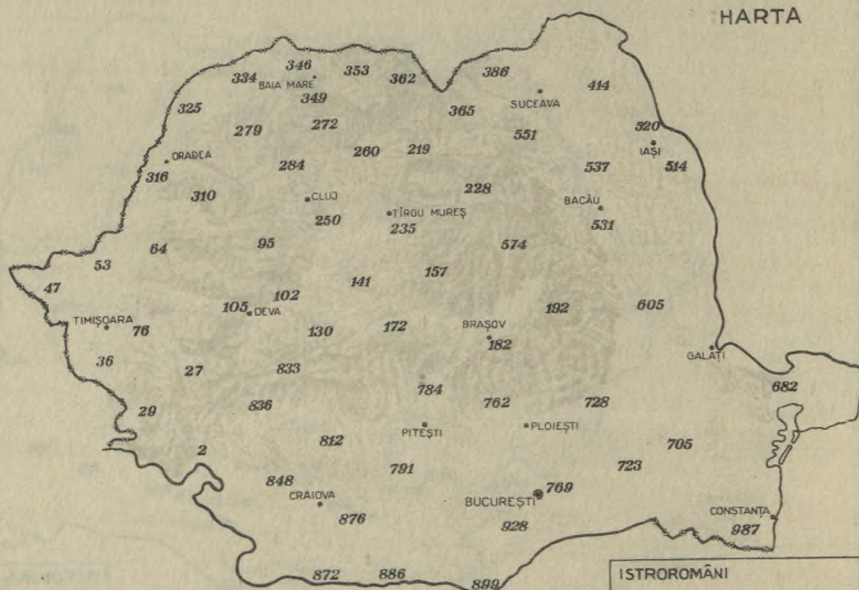 HARTA
346 353 362 386
334
BAIA MARE
349
414
SUCEAVA
325
365
279 272
551
520
IAȘI
ORADEA
260 219
284
537 514
316
310
228
CLUJ
BACĂU
TÎRGU MUREȘ
250
235
531
64 95
574
53
141 157
47
102
105 DEVA
192 605
TIMIȘOARA
76
130 172
BRAȘOV
182
GALAȚI
36 27 833
784
682
29 836
762 728
PITEȘTI
PLOIEȘTI
812
705
2
791
723
848
CRAIOVA
769
BUCUREȘTI
876
928
CONSTANȚA
987
872 886 899
ISTROROMÂNI